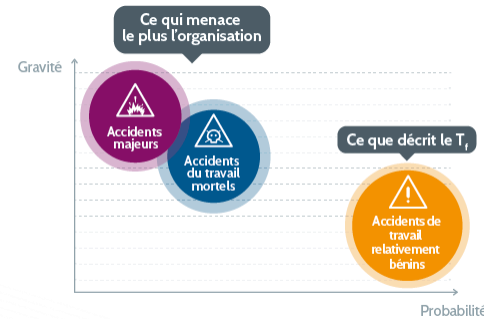 Ce qui menace
le plus l'organisation
Gravité
Accidents
majeurs
Accidents
du travail
mortels
Ce que décrit le Tf
Accidents de
travail
relativement
bénins
Probabilité